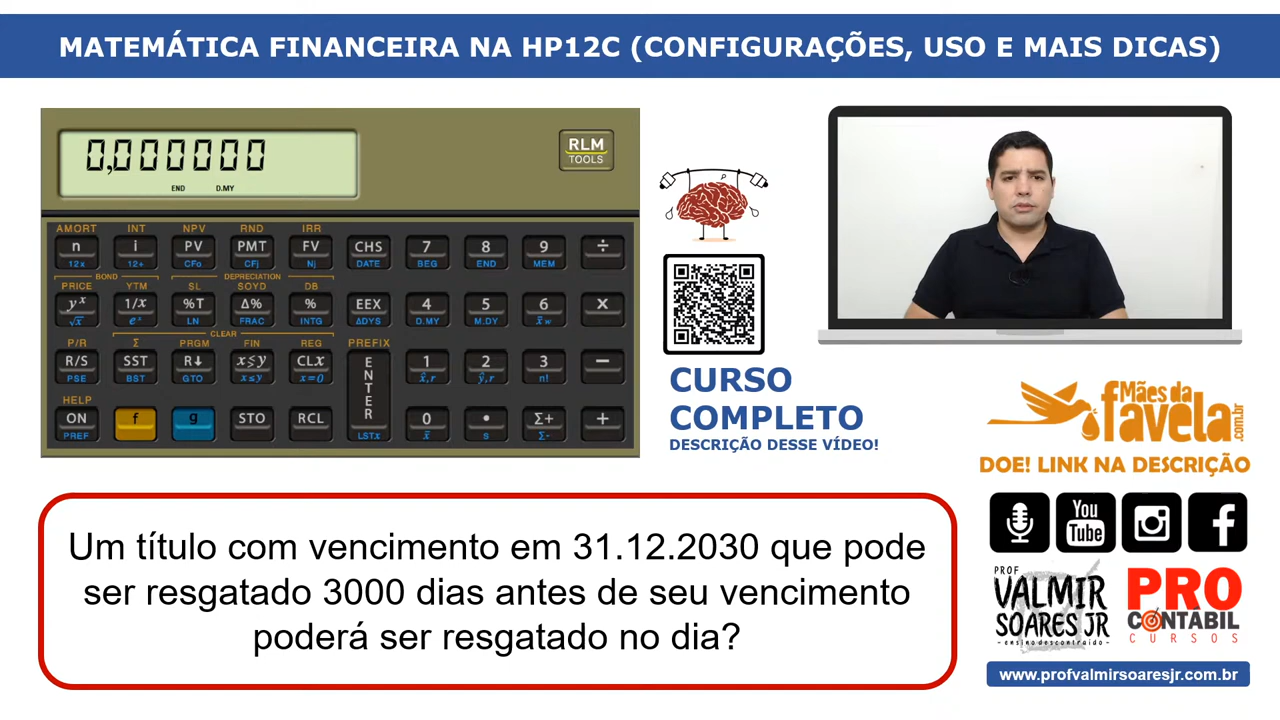 MATEMÁTICA FINANCEIRA NA HP12C (CONFIGURAÇÕES, USO E MAIS DICAS)
0,000000
END D.MY
RLM
TOOLS
AMORT INT NPV RND IRR
n i PV PMT FV CHS 7 8 9 ÷
12x 12÷ CFo CFj Nj DATE BEG END MEM
BOND DEPRECIATION
PRICE YTM SL SOYD DB
yˣ 1/x %T Δ% % EEX 4 5 6 ×
√x eˣ LN FRAC INTG ΔDYS D.MY M.DY x̄w
CLEAR
P/R Σ PRGM FIN REG PREFIX
R/S SST R↓ x≷y CLx ENTER 1 2 3 −
PSE BST GTO x≤y x=0 x̂,r ŷ,r n!
HELP
ON f g STO RCL 0 • Σ+ +
PREF LSTx x̄ s Σ-
CURSO
COMPLETO
DESCRIÇÃO DESSE VÍDEO!
Mães da
favela.com.br
DOE! LINK NA DESCRIÇÃO
You
Tube
f
PROF
VALMIR
SOARES JR
-ensino descontraído-
PRO
CONTÁBIL
CURSOS
www.profvalmirsoaresjr.com.br
Um título com vencimento em 31.12.2030 que pode
ser resgatado 3000 dias antes de seu vencimento
poderá ser resgatado no dia?